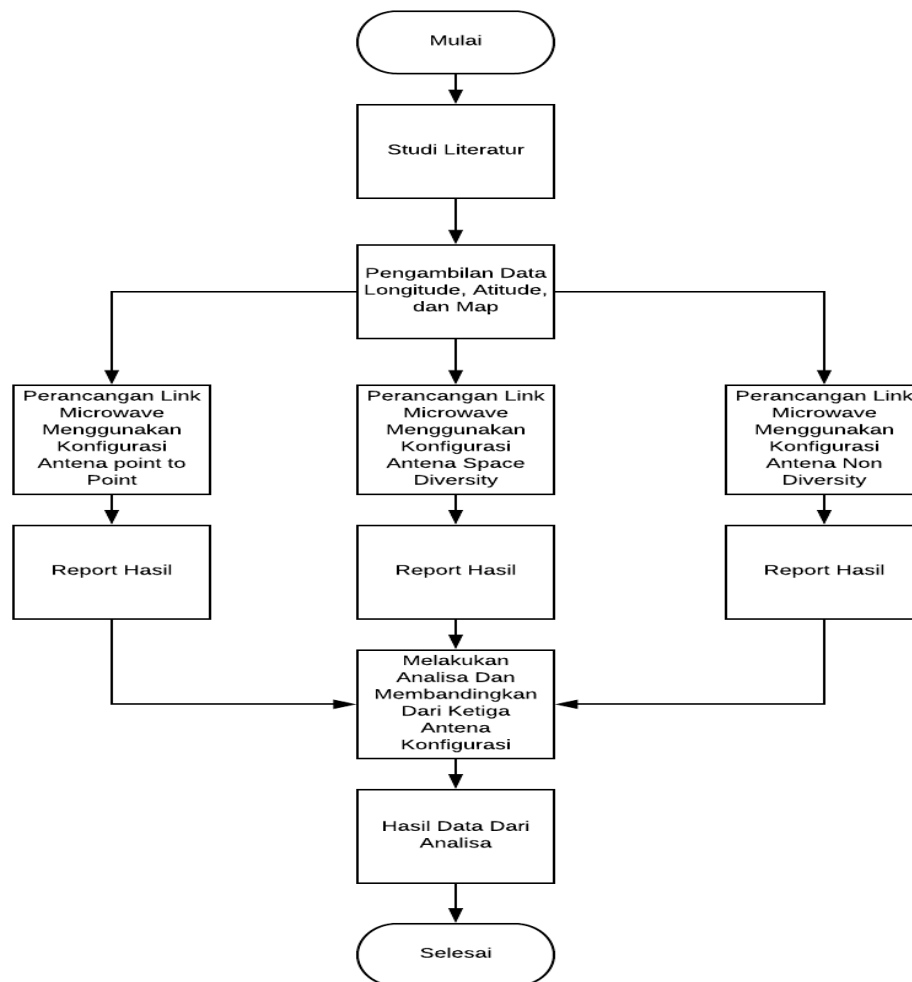 Mulai
Studi Literatur
Pengambilan Data
Longitude, Atitude,
dan Map
Perancangan Link
Microwave
Menggunakan
Konfigurasi
Antena point to
Point
Perancangan Link
Microwave
Menggunakan
Konfigurasi
Antena Space
Diversity
Perancangan Link
Microwave
Menggunakan
Konfigurasi
Antena Non
Diversity
Report Hasil
Report Hasil
Report Hasil
Melakukan
Analisa Dan
Membandingkan
Dari Ketiga
Antena
Konfigurasi
Hasil Data Dari
Analisa
Selesai